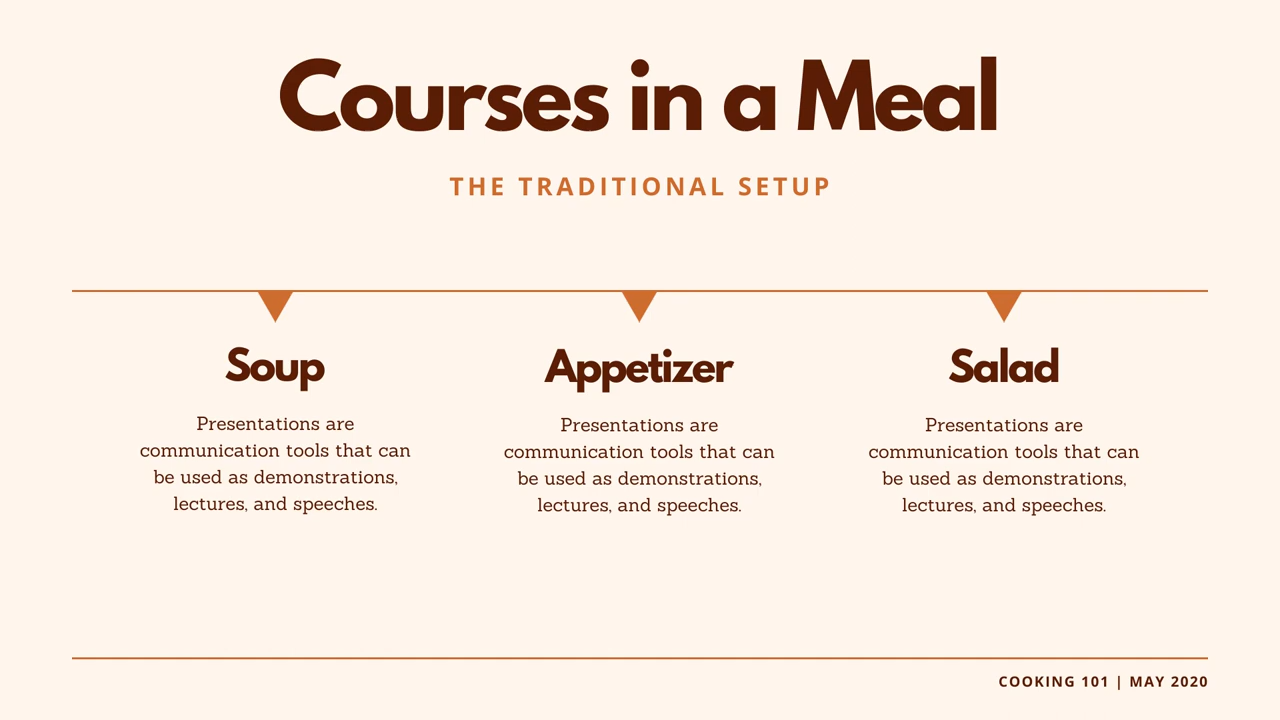 Courses in a Meal
THE TRADITIONAL SETUP
Soup
Presentations are
communication tools that can
be used as demonstrations,
lectures, and speeches.
Appetizer
Presentations are
communication tools that can
be used as demonstrations,
lectures, and speeches.
Salad
Presentations are
communication tools that can
be used as demonstrations,
lectures, and speeches.
COOKING 101 | MAY 2020